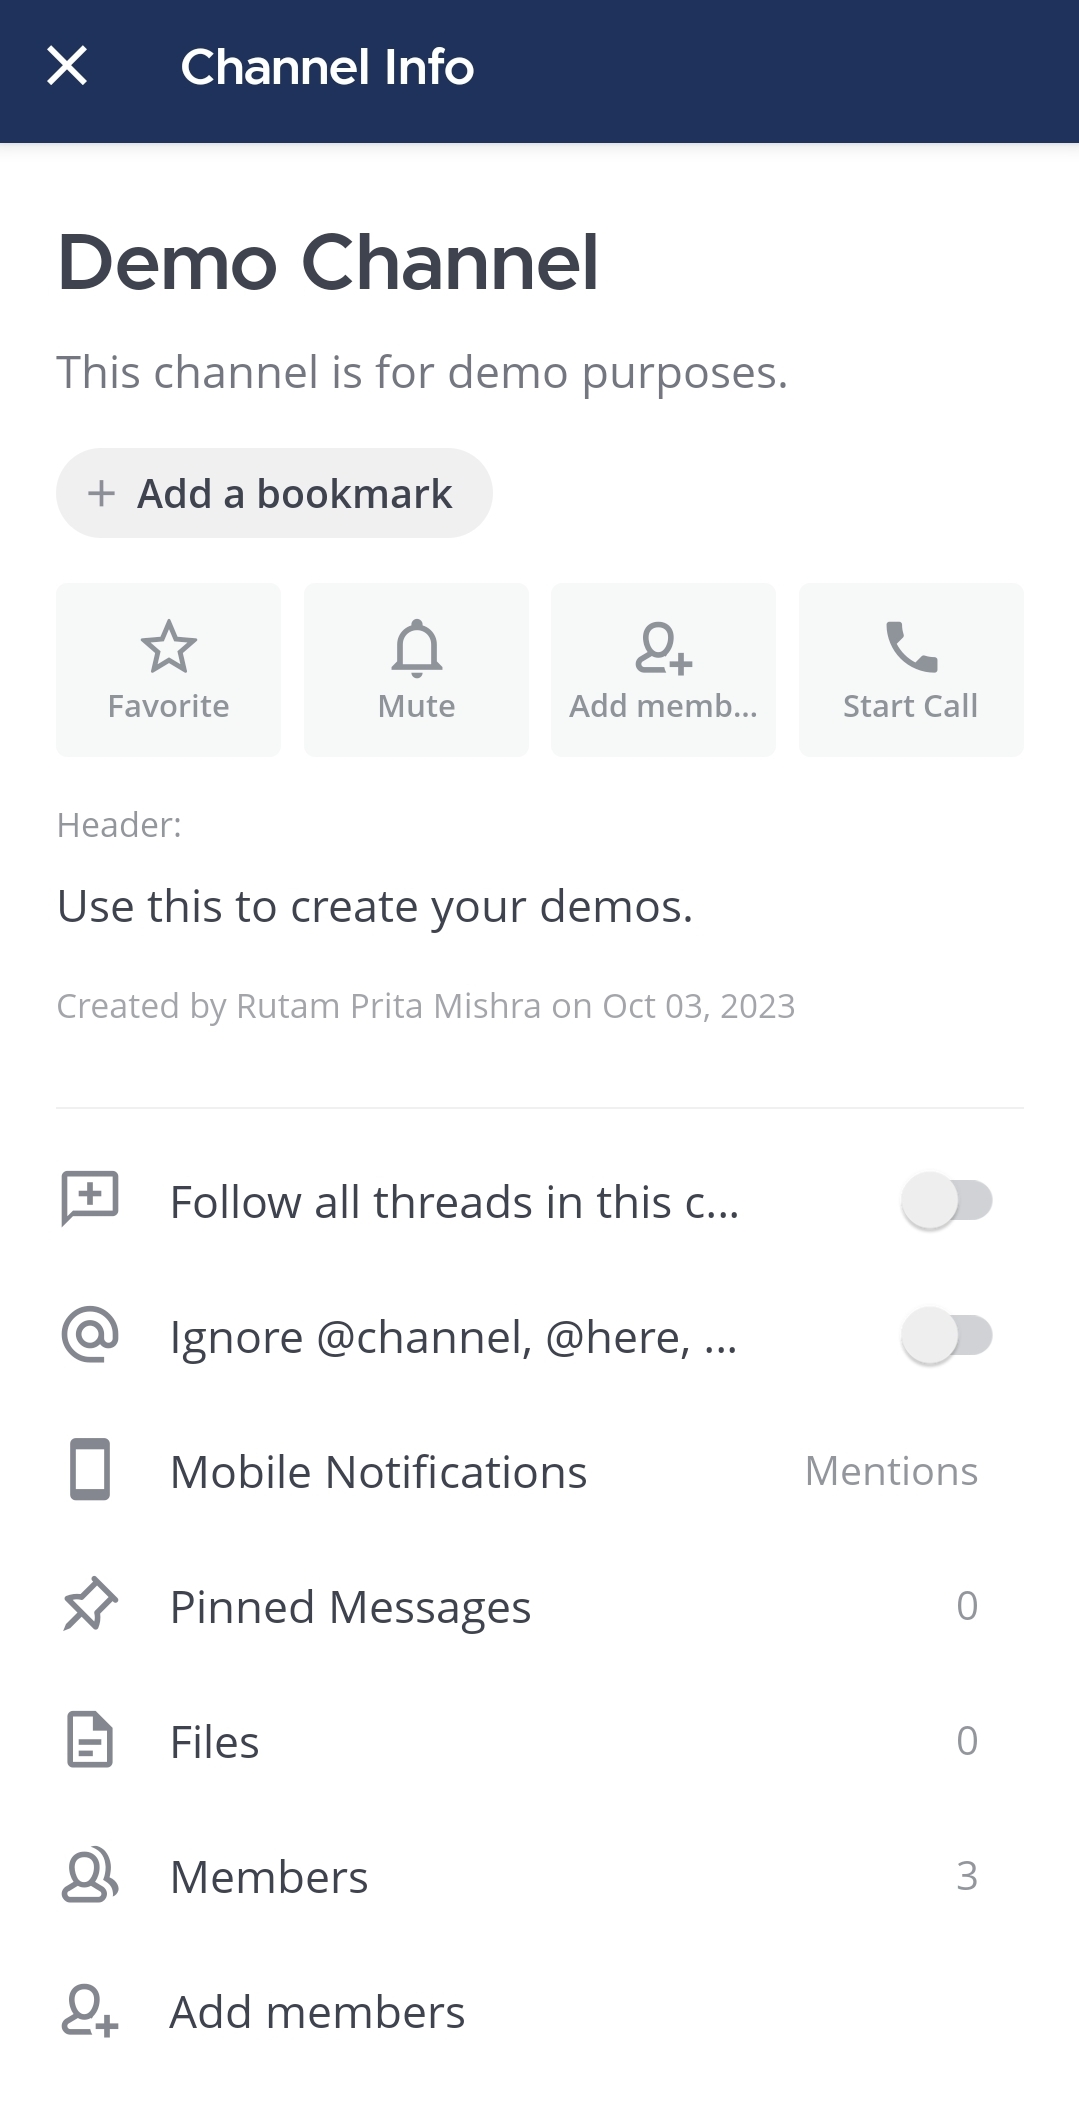 Channel Info
Demo Channel
This channel is for demo purposes.
+ Add a bookmark
Favorite
Mute
Add memb...
Start Call
Header:
Use this to create your demos.
Created by Rutam Prita Mishra on Oct 03, 2023
Follow all threads in this c...
Ignore @channel, @here, ...
Mobile Notifications Mentions
Pinned Messages 0
Files 0
Members 3
Add members